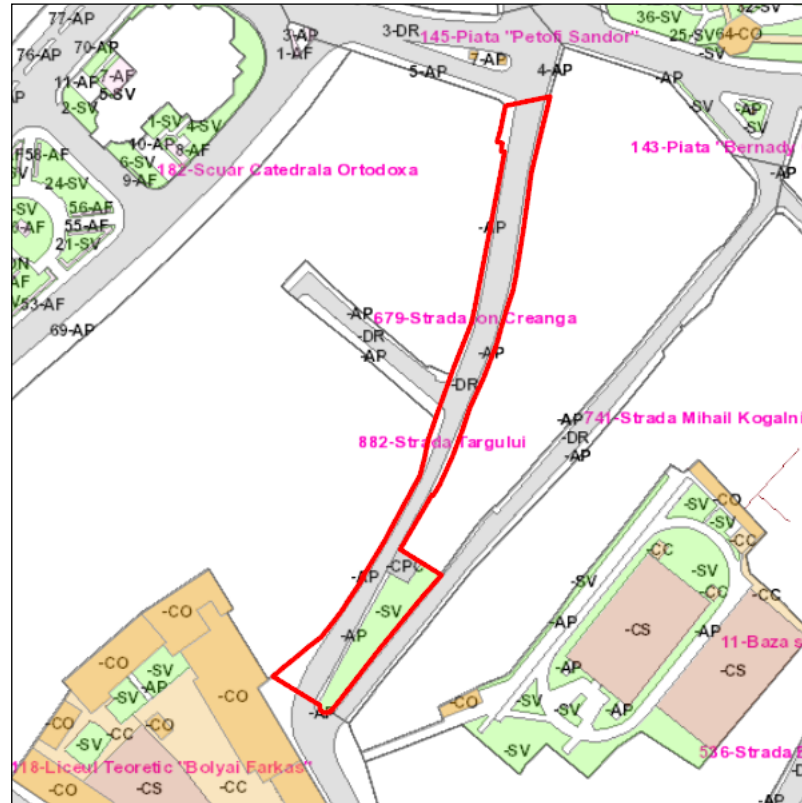 77-AP
76-AP
70-AP
11-AP
7-AF
5-SV
2-SV
3-AP
1-AF
3-DR
145-Piata "Petofi Sandor"
7-AP
5-AP
4-AP
36-SV
32-SV
25-SV
64-CO
-SV
-AP
-SV
-AP
-SV
143-Piata "Bernady
-AP
1-SV
4-SV
10-AP
8-AF
6-SV
9-AF
182-Scuar Catedrala Ortodoxa
58-AF
24-SV
-SV
56-AF
55-AF
21-SV
53-AF
69-AP
-AP
-AP
679-Strada Ion Creanga
-DR
-AP
-AP
-DR
882-Strada Targului
-AP
741-Strada Mihail Kogalni
-DR
-AP
-CO
-SV
-SV
-CC
-CC
-SV
-SV
-CC
-CC
-AP
-CPC
-SV
-AP
-AP
-CS
-AP
11-Baza s
-CS
-AP
-CO
-CO
-SV
-AP
-SV
-CO
-CO
-CC
-SV
-AP
-CO
-SV
-SV
-AP
-SV
536-Strada
118-Liceul Teoretic "Bolyai Farkas"
-CO
-CS
-CC
-AP